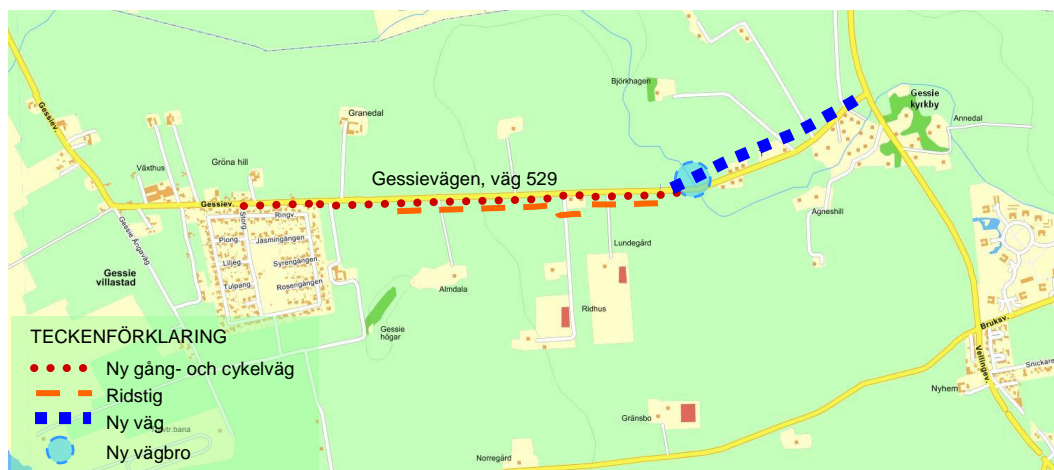 Gessiev.
Björkhagen
Gessie
kyrkby
Annedal
Granedal
Växthus
Gröna hill
Gessievägen, väg 529
Gessiev.
Ringv.
Agneshill
Gessie Ängaväg
Piong.
Jasmingången
Lundegård
Liljeg.
Syrengången
Gessie
villastad
Tulpang.
Rosengången
Almdala
Ridhus
Gessie
högar
Bruksv.
Vellingev.
Snickare
Nyhem
Gränsbo
Norregård
TECKENFÖRKLARING
Ny gång- och cykelväg
Ridstig
Ny väg
Ny vägbro